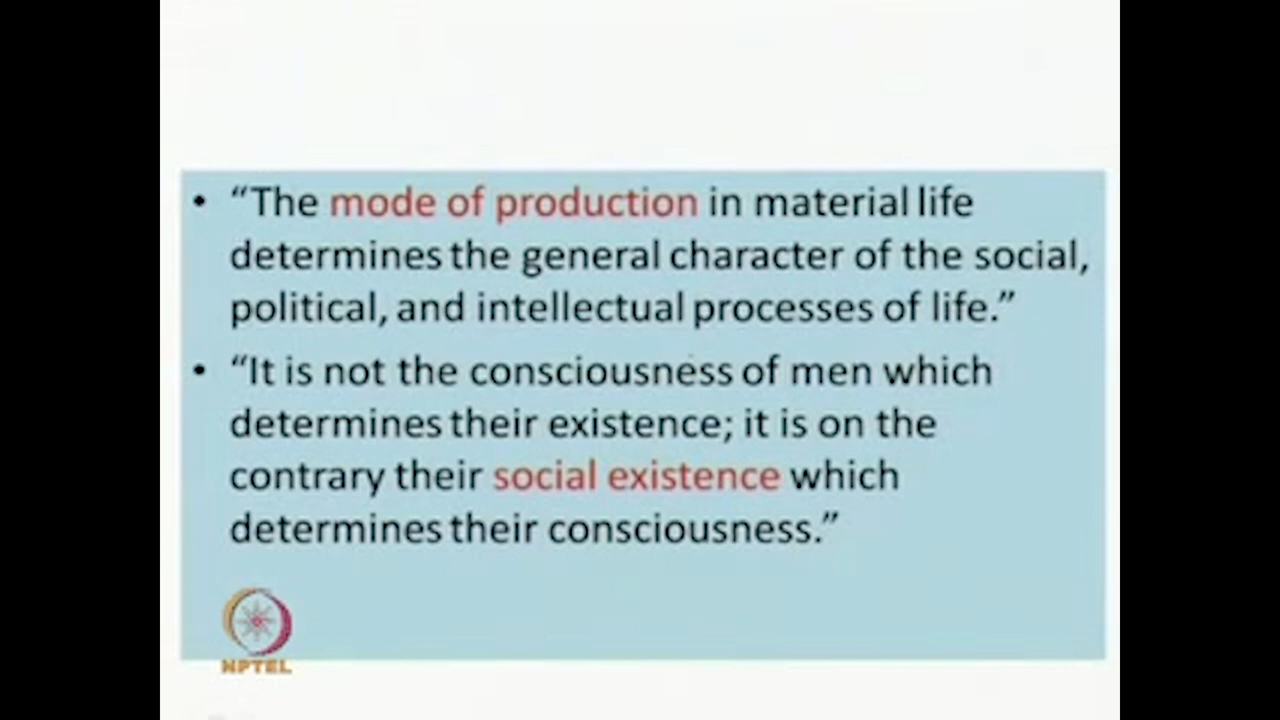 • “The mode of production in material life
determines the general character of the social,
political, and intellectual processes of life.”
• “It is not the consciousness of men which
determines their existence; it is on the
contrary their social existence which
determines their consciousness.”
NPTEL